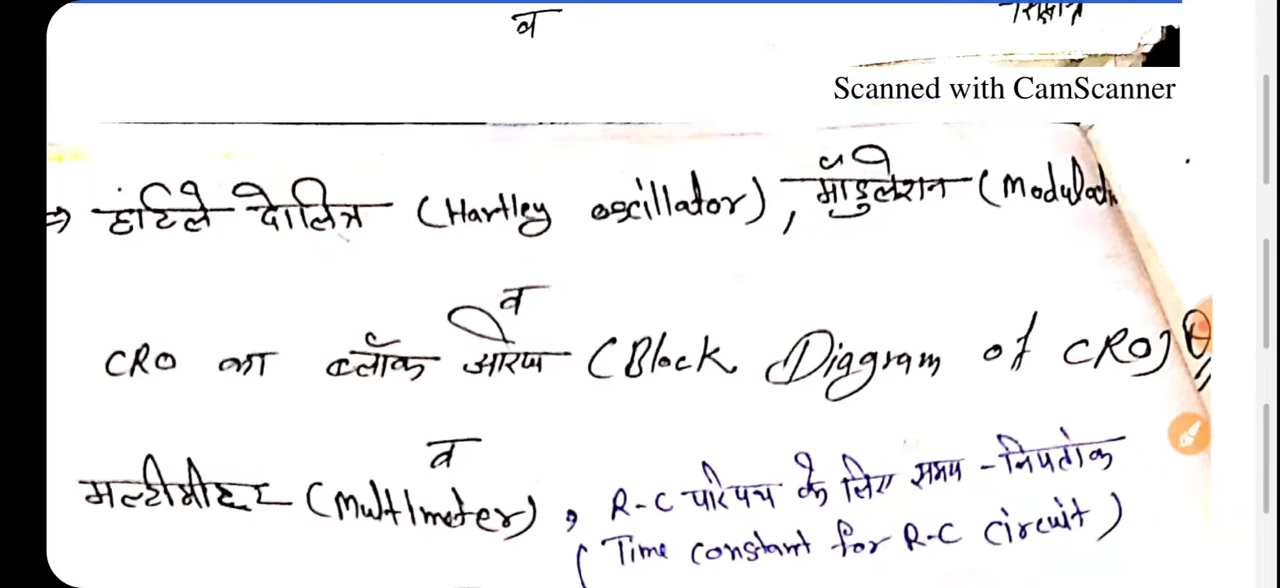 व
Scanned with CamScanner
⇒ हार्टले दोलित्र (Hartley oscillator), मॉडुलेशन (Modulation
व
CRO का ब्लॉक आरेख (Block Diagram of CRO)
व
मल्टीमीटर (Multimeter), R-C परिपथ के लिए समय-नियतांक
(Time constant for R-C circuit)